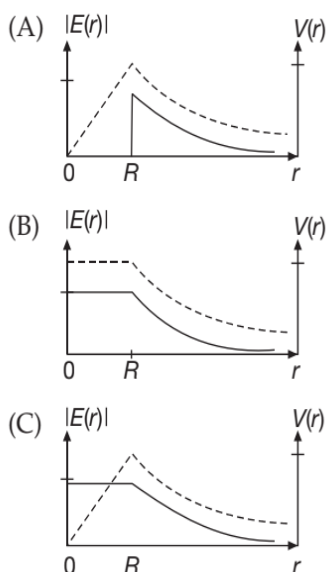 (A) |E(r)| V(r)
0 R r
(B) |E(r)| V(r)
0 R r
(C) |E(r)| V(r)
0 R r